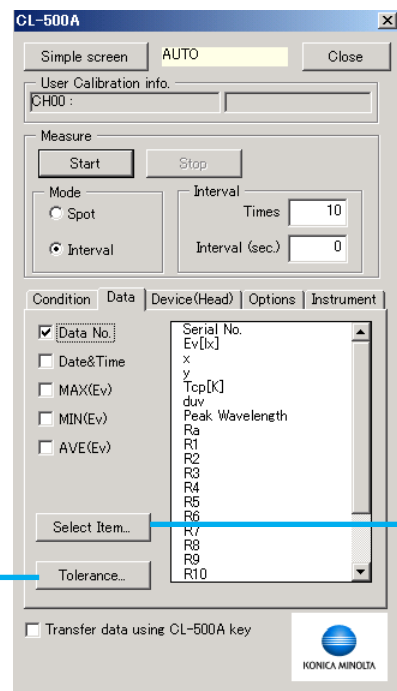 CL-500A
Simple screen AUTO Close
User Calibration info.
CH00 :
Measure
Start Stop
Mode Interval
Spot Times 10
Interval Interval (sec.) 0
Condition Data Device(Head) Options Instrument
Data No.
Date&Time
MAX(Ev)
MIN(Ev)
AVE(Ev)
Serial No.
Ev[lx]
x
y
Tcp[K]
duv
Peak Wavelength
Ra
R1
R2
R3
R4
R5
R6
R7
R8
R9
R10
Select Item...
Tolerance...
Transfer data using CL-500A key
KONICA MINOLTA